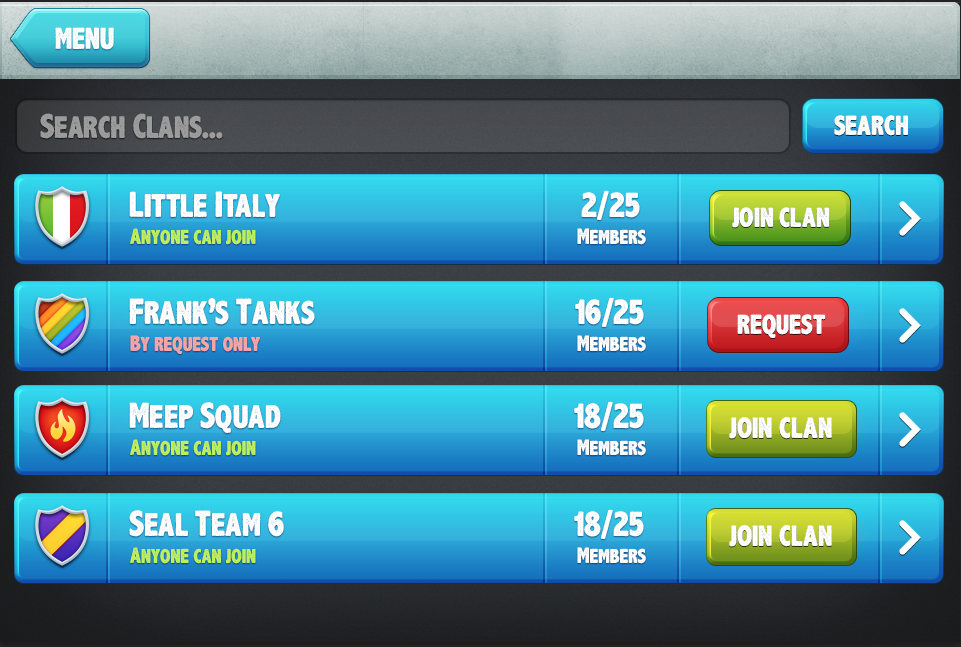 MENU
SEARCH CLANS...
SEARCH
LITTLE ITALY
ANYONE CAN JOIN
2/25
MEMBERS
JOIN CLAN
FRANK'S TANKS
BY REQUEST ONLY
16/25
MEMBERS
REQUEST
MEEP SQUAD
ANYONE CAN JOIN
18/25
MEMBERS
JOIN CLAN
SEAL TEAM 6
ANYONE CAN JOIN
18/25
MEMBERS
JOIN CLAN